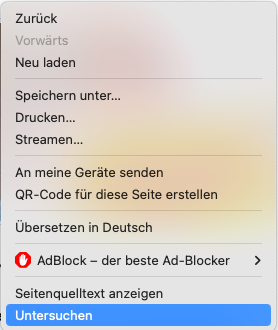 Zurück
Vorwärts
Neu laden
Speichern unter...
Drucken...
Streamen...
An meine Geräte senden
QR-Code für diese Seite erstellen
Übersetzen in Deutsch
AdBlock – der beste Ad-Blocker
Seitenquelltext anzeigen
Untersuchen